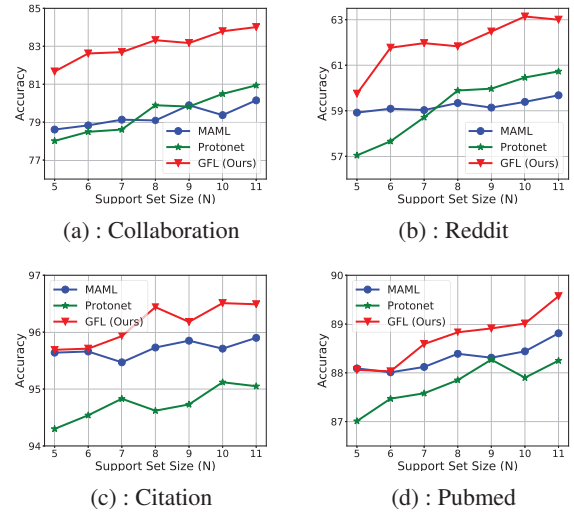 85
83
81
79
77
Accuracy
MAML
Protonet
GFL (Ours)
5 6 7 8 9 10 11
Support Set Size (N)
(a) : Collaboration
63
61
59
57
Accuracy
MAML
Protonet
GFL (Ours)
5 6 7 8 9 10 11
Support Set Size (N)
(b) : Reddit
97
96
95
94
Accuracy
MAML
Protonet
GFL (Ours)
5 6 7 8 9 10 11
Support Set Size (N)
(c) : Citation
90
89
88
87
Accuracy
MAML
Protonet
GFL (Ours)
5 6 7 8 9 10 11
Support Set Size (N)
(d) : Pubmed